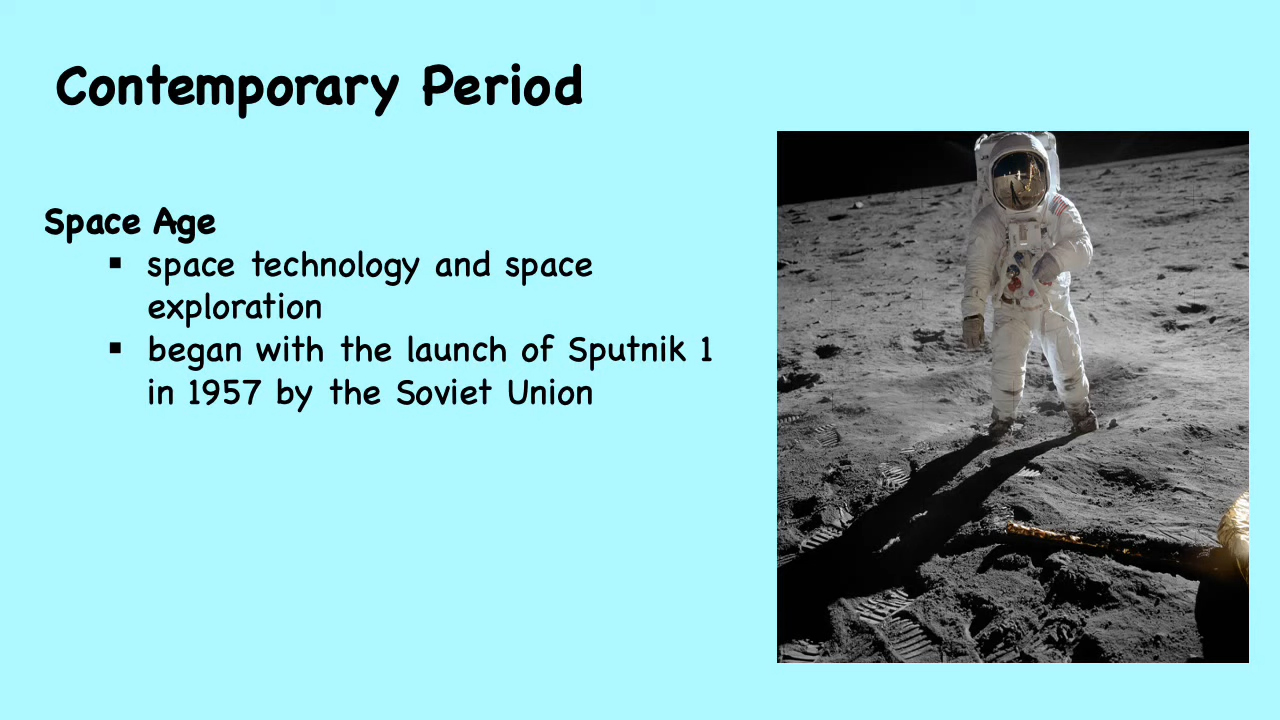 Contemporary Period
Space Age
▪ space technology and space
exploration
▪ began with the launch of Sputnik 1
in 1957 by the Soviet Union